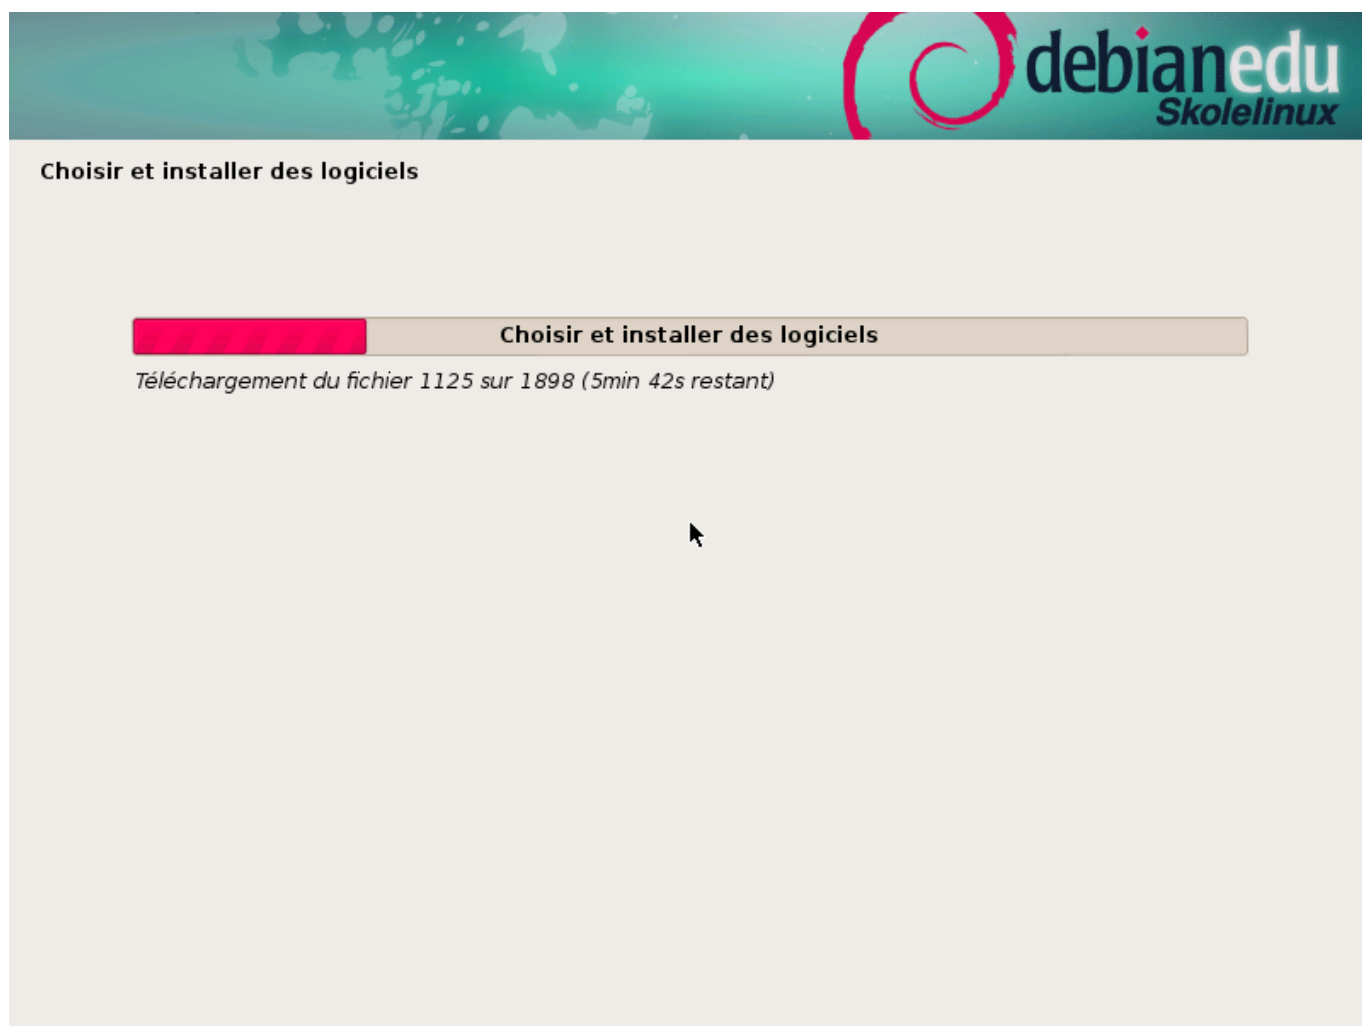 debianedu
Skolelinux
Choisir et installer des logiciels
Choisir et installer des logiciels
Téléchargement du fichier 1125 sur 1898 (5min 42s restant)